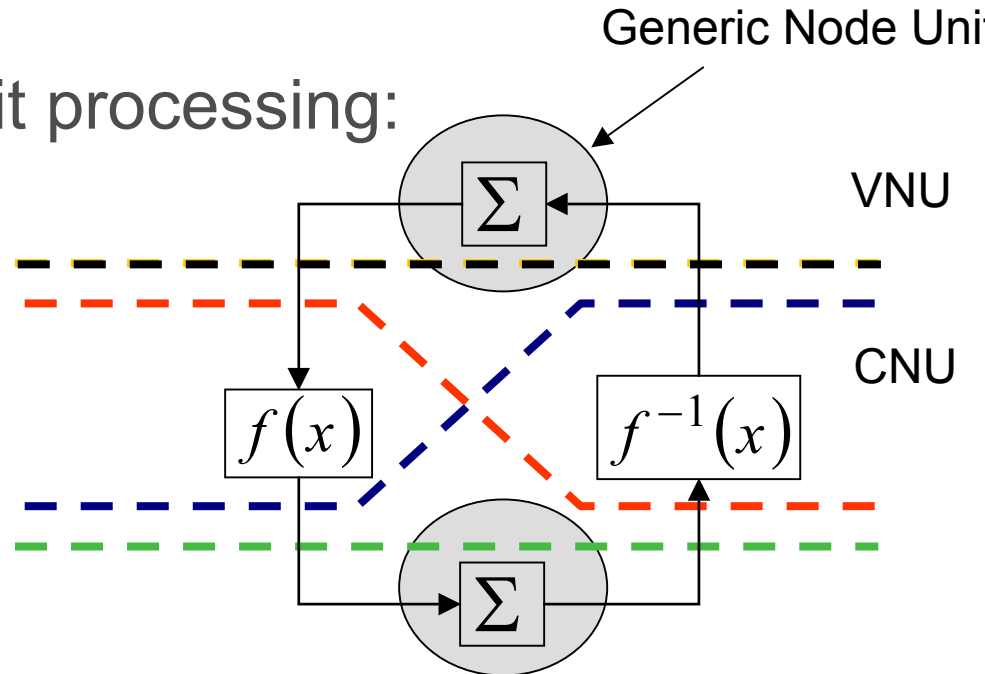 Generic Node Unit
it processing:
Σ
VNU
CNU
f(x)
f⁻¹(x)
Σ